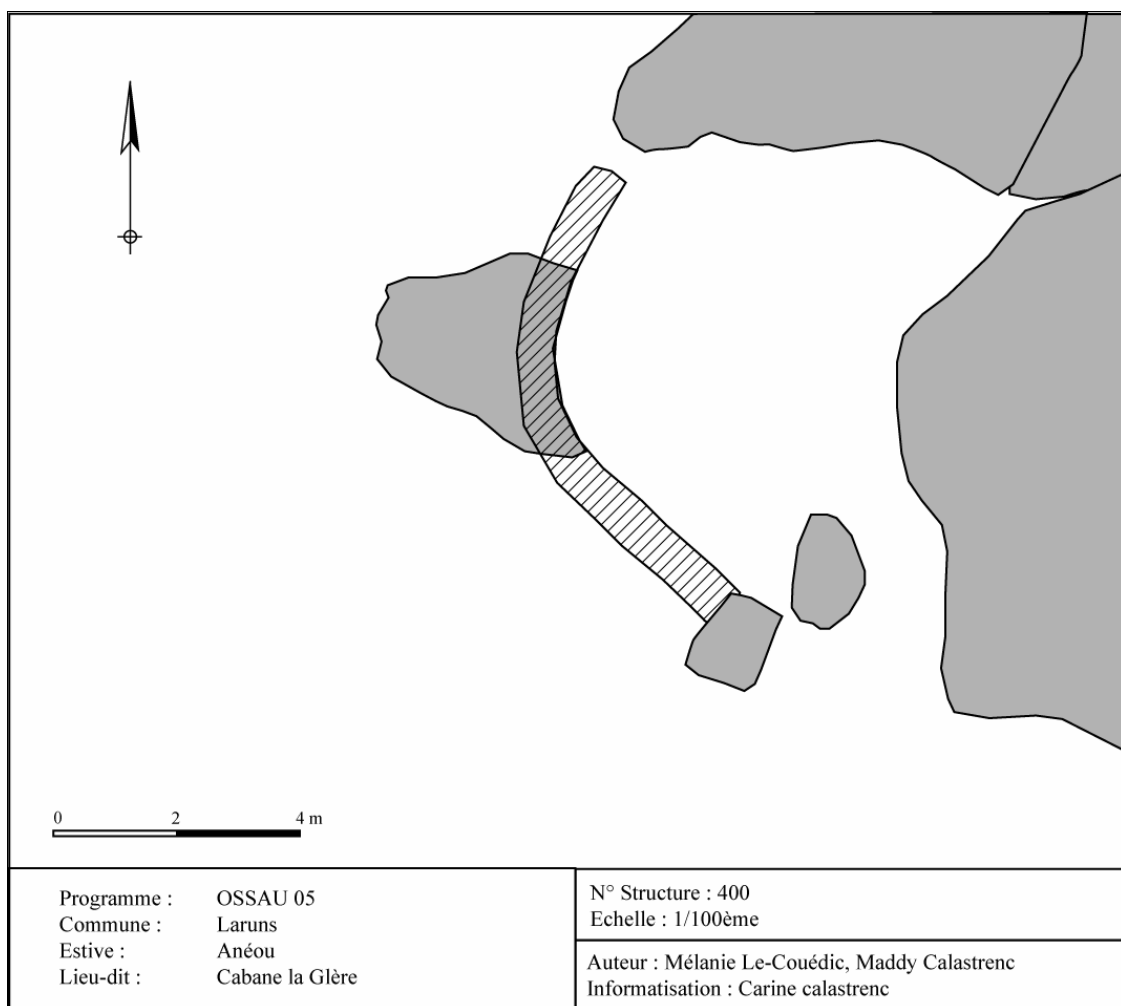 0 2 4 m
Programme : OSSAU 05
Commune : Laruns
Estive : Anéou
Lieu-dit : Cabane la Glère
N° Structure : 400
Echelle : 1/100ème
Auteur : Mélanie Le-Couédic, Maddy Calastrenc
Informatisation : Carine calastrenc